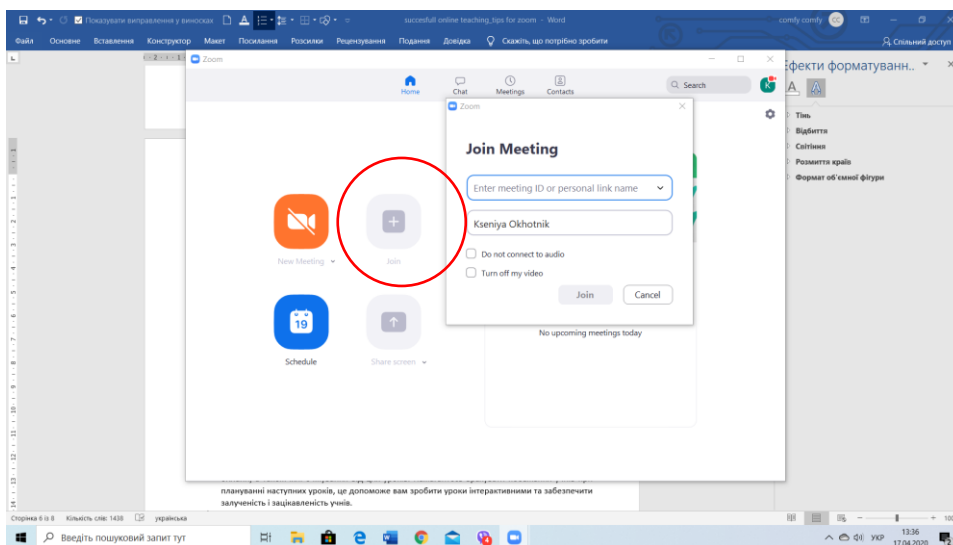 Показувати виправлення у виносках
succesfull online teaching_tips for zoom - Word
comfy comfy
CC
Файл Основне Вставлення Конструктор Макет Посилання Розсилки Рецензування Подання Довідка Скажіть, що потрібно зробити
Спільний доступ
Zoom
Home
Chat
Meetings
Contacts
Search
K
New Meeting
Join
19
Schedule
Share screen
No upcoming meetings today
Zoom
Join Meeting
Enter meeting ID or personal link name
Kseniya Okhotnik
Do not connect to audio
Turn off my video
Join
Cancel
фекти форматуванн..
Тінь
Відбиття
Світіння
Розмиття країв
Формат об'ємної фігури
плануванні наступних уроків, це допоможе вам зробити уроки інтерактивними та забезпечити
залученість і зацікавленість учнів.
Сторінка 6 із 8 Кількість слів: 1438 українська
100
Введіть пошуковий запит тут
УКР
13:36
17.04.2020